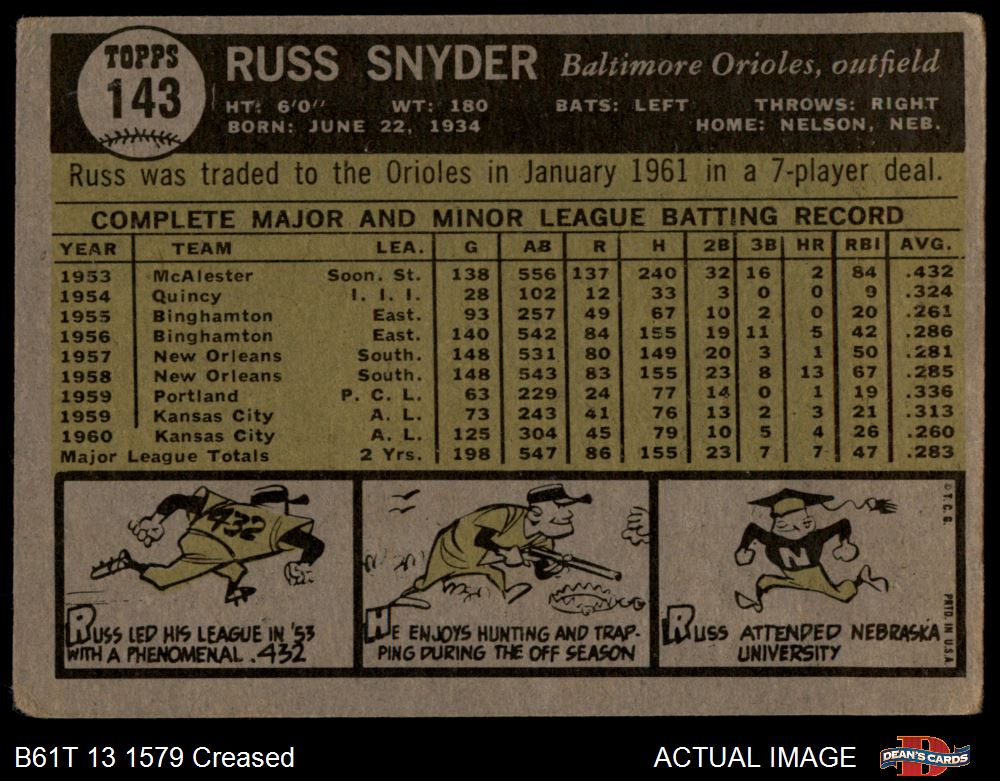 TOPPS
143
RUSS SNYDER Baltimore Orioles, outfield
HT: 6'0" WT: 180 BATS: LEFT THROWS: RIGHT
BORN: JUNE 22, 1934 HOME: NELSON, NEB.
Russ was traded to the Orioles in January 1961 in a 7-player deal.
COMPLETE MAJOR AND MINOR LEAGUE BATTING RECORD
YEAR TEAM LEA. G AB R H 2B 3B HR RBI AVG.
1953 McAlester Soon. St. 138 556 137 240 32 16 2 84 .432
1954 Quincy I. I. I. 28 102 12 33 3 0 0 9 .324
1955 Binghamton East. 93 257 49 67 10 2 0 20 .261
1956 Binghamton East. 140 542 84 155 19 11 5 42 .286
1957 New Orleans South. 148 531 80 149 20 3 1 50 .281
1958 New Orleans South. 148 543 83 155 23 8 13 67 .285
1959 Portland P. C. L. 63 229 24 77 14 0 1 19 .336
1959 Kansas City A. L. 73 243 41 76 13 2 3 21 .313
1960 Kansas City A. L. 125 304 45 79 10 5 4 26 .260
Major League Totals 2 Yrs. 198 547 86 155 23 7 7 47 .283
.432
RUSS LED HIS LEAGUE IN '53
WITH A PHENOMENAL .432
HE ENJOYS HUNTING AND TRAP-
PING DURING THE OFF SEASON
N
RUSS ATTENDED NEBRASKA
UNIVERSITY
© T. C. G.
PRTD. IN U.S.A.
B61T 13 1579 Creased
ACTUAL IMAGE
D
DEAN'S CARDS